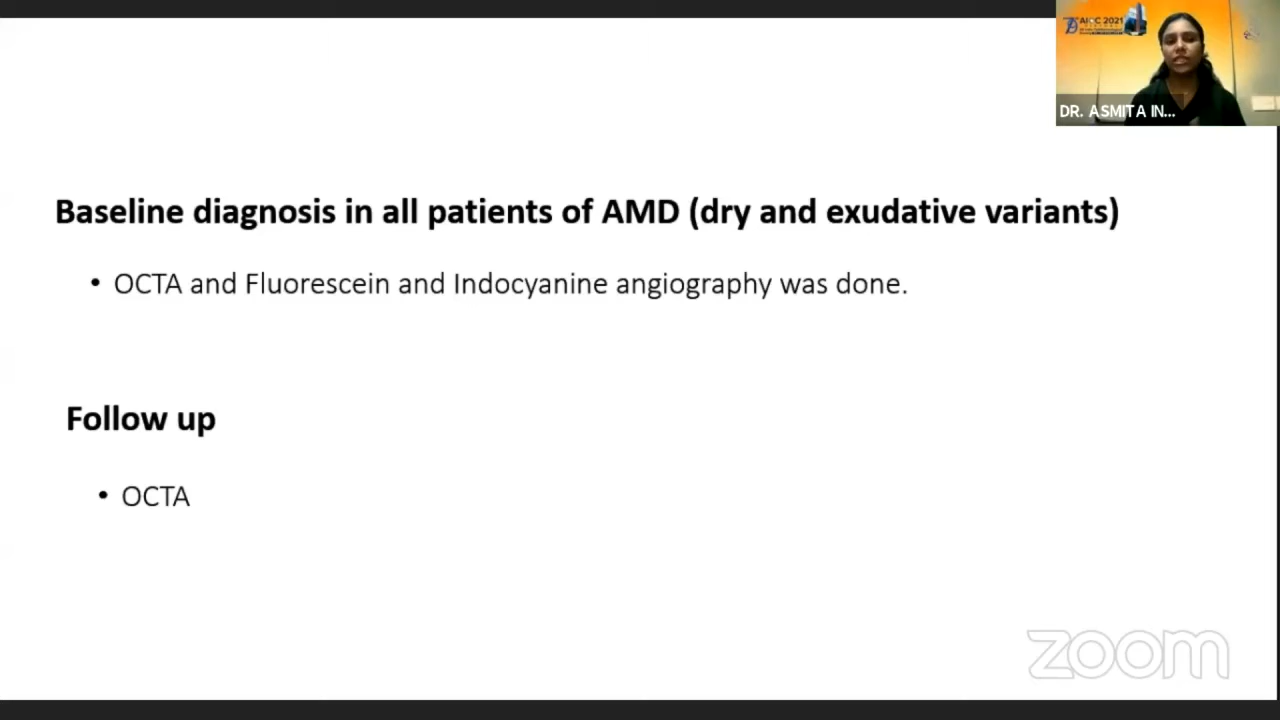 AIOC 2021
DR. ASMITA IN...
Baseline diagnosis in all patients of AMD (dry and exudative variants)
• OCTA and Fluorescein and Indocyanine angiography was done.
Follow up
• OCTA
zoom